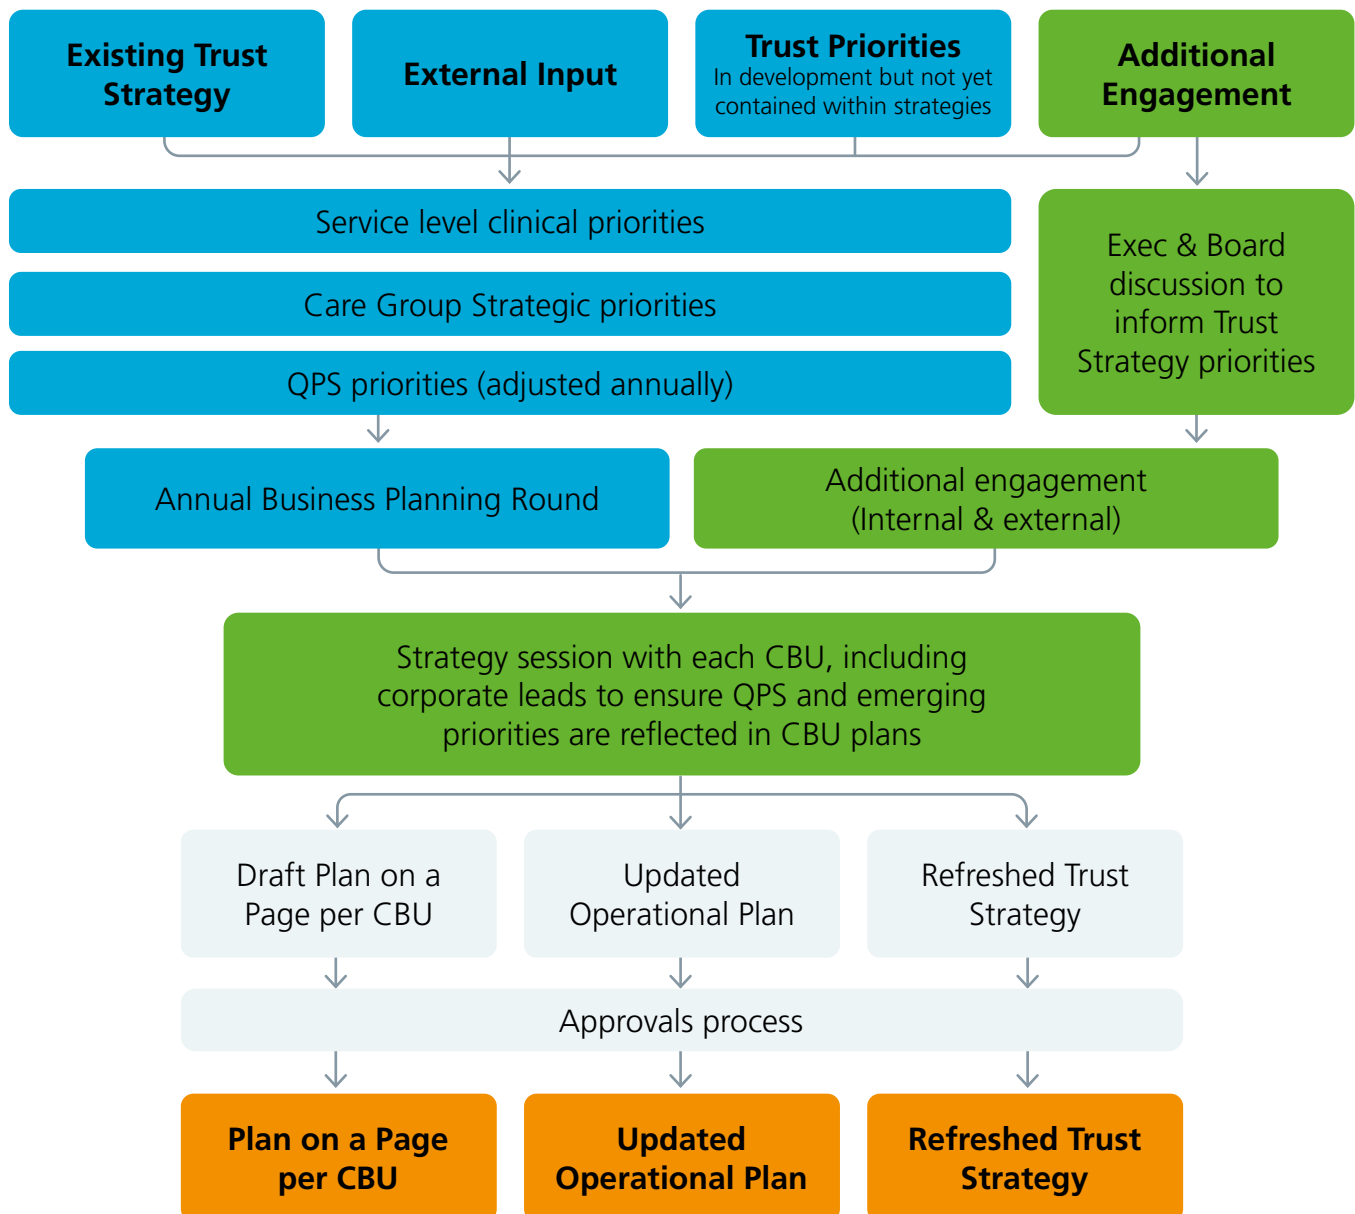 Existing Trust
Strategy
External Input
Trust Priorities
In development but not yet
contained within strategies
Additional
Engagement
Service level clinical priorities
Care Group Strategic priorities
QPS priorities (adjusted annually)
Exec & Board
discussion to
inform Trust
Strategy priorities
Annual Business Planning Round
Additional engagement
(Internal & external)
Strategy session with each CBU, including
corporate leads to ensure QPS and emerging
priorities are reflected in CBU plans
Draft Plan on a
Page per CBU
Updated
Operational Plan
Refreshed Trust
Strategy
Approvals process
Plan on a Page
per CBU
Updated
Operational Plan
Refreshed Trust
Strategy